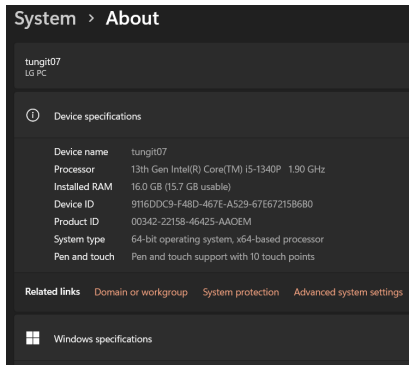 System > About
tungit07
LG PC
Device specifications
Device name tungit07
Processor 13th Gen Intel(R) Core(TM) i5-1340P 1.90 GHz
Installed RAM 16.0 GB (15.7 GB usable)
Device ID 9116DDC9-F48D-467E-A529-67E67215B6B0
Product ID 00342-22158-46425-AAOEM
System type 64-bit operating system, x64-based processor
Pen and touch Pen and touch support with 10 touch points
Related links Domain or workgroup System protection Advanced system settings
Windows specifications